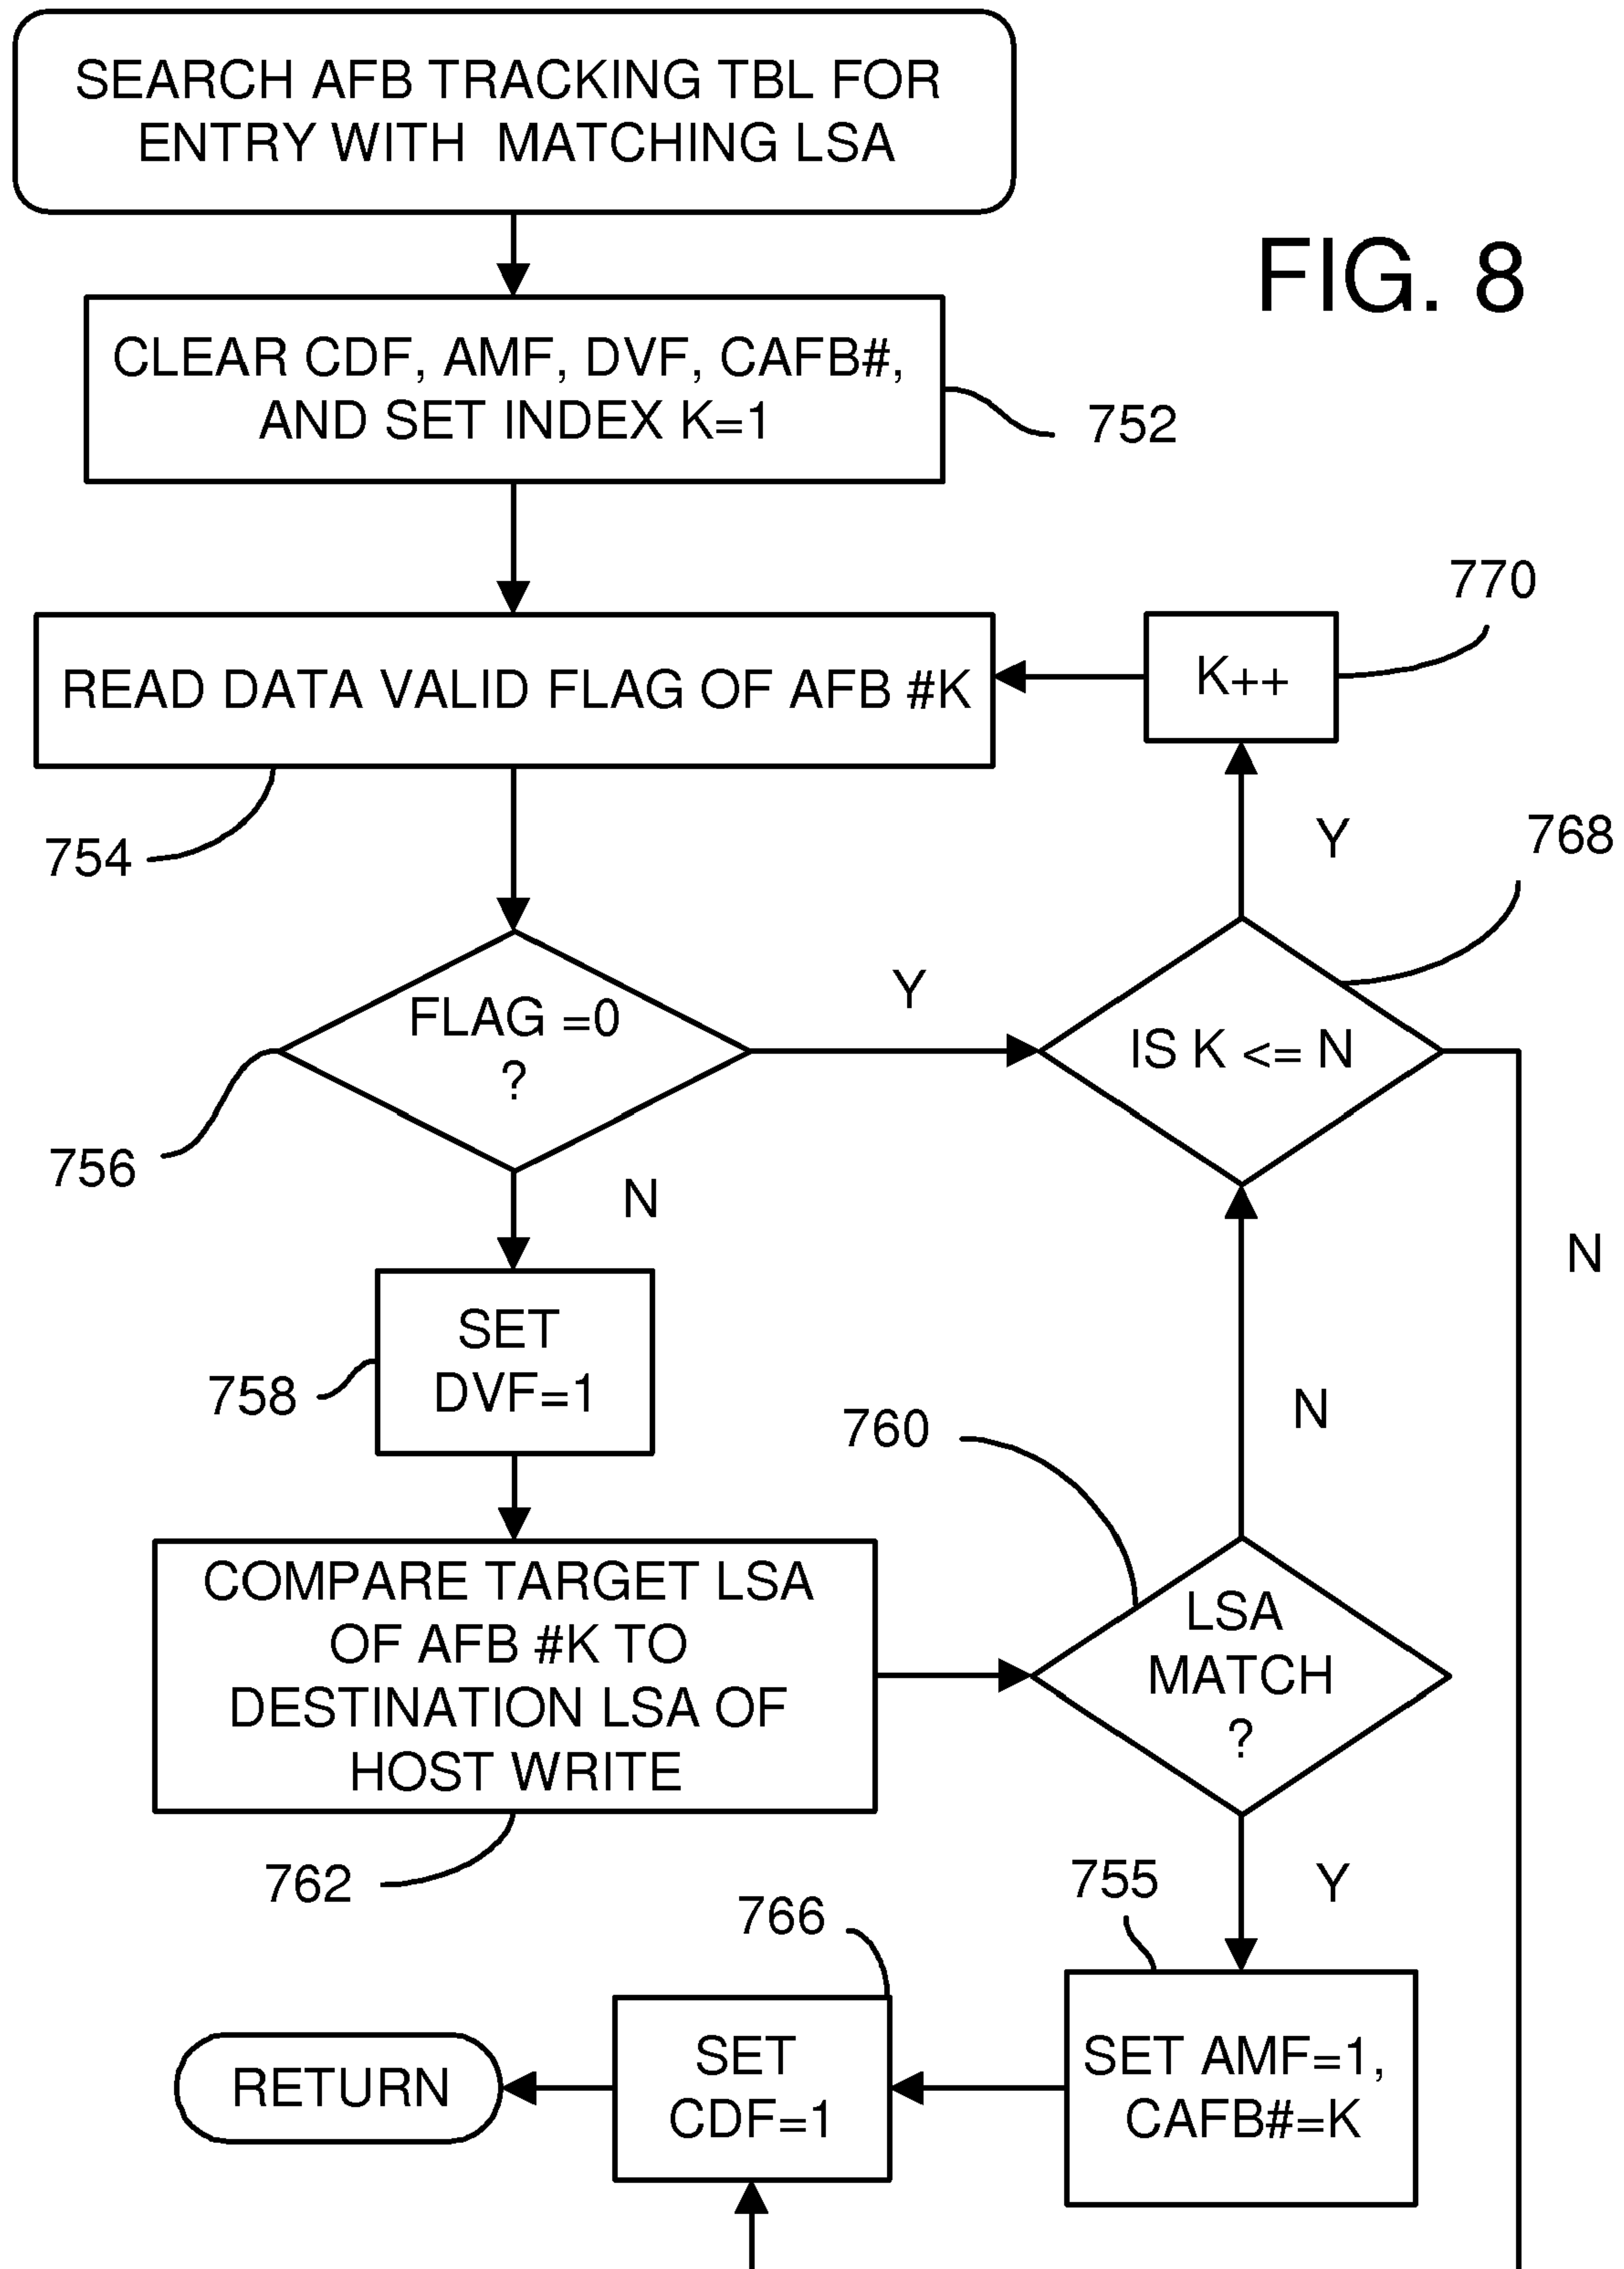 SEARCH AFB TRACKING TBL FOR
ENTRY WITH MATCHING LSA
FIG. 8
CLEAR CDF, AMF, DVF, CAFB#,
AND SET INDEX K=1
752
770
READ DATA VALID FLAG OF AFB #K
K++
754
Y
768
FLAG =0
?
Y
IS K <= N
756
N
N
SET
DVF=1
758
760
N
COMPARE TARGET LSA
OF AFB #K TO
DESTINATION LSA OF
HOST WRITE
LSA
MATCH
?
762
766
755
Y
RETURN
SET
CDF=1
SET AMF=1,
CAFB#=K